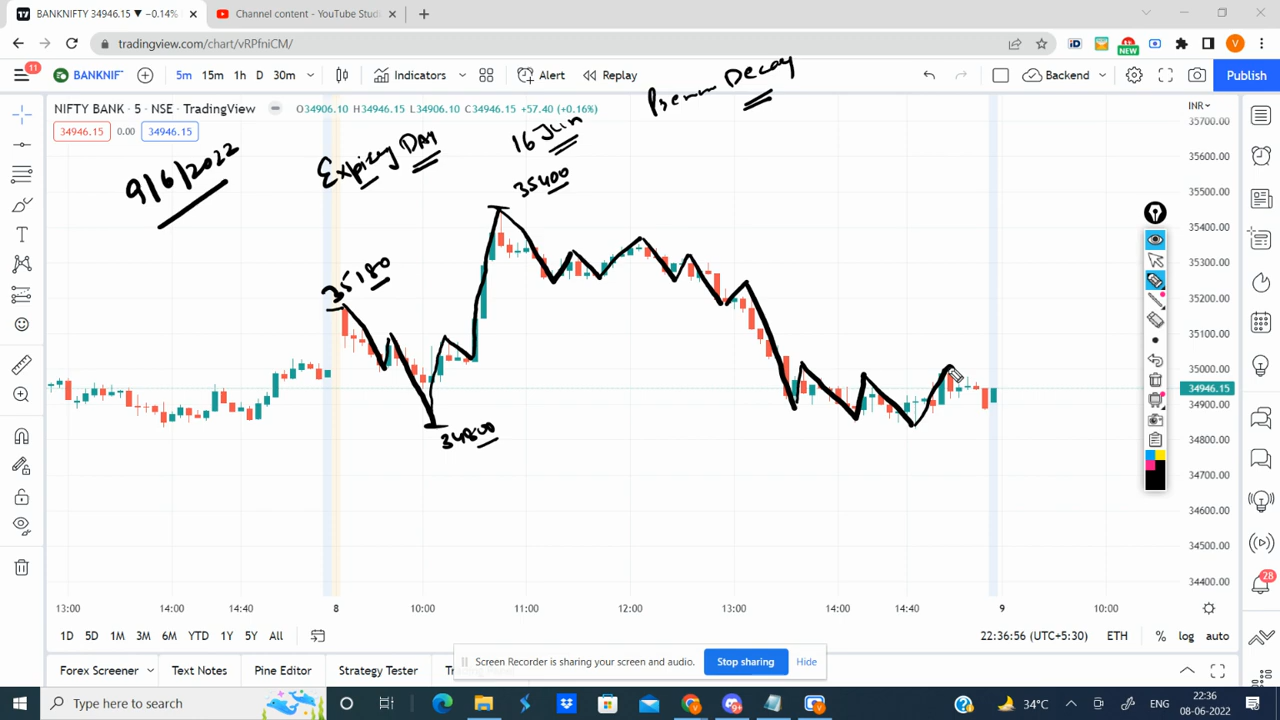 BANKNIFTY 34946.15 ▼ −0.14%
Channel content - YouTube Stud
tradingview.com/chart/vRPfniCM/
NEW
V
11
BANKNIF
5m 15m 1h D 30m
Indicators
Alert
Replay
Backend
Publish
NIFTY BANK · 5 · NSE · TradingView
O34906.10 H34946.15 L34906.10 C34946.15 +57.40 (+0.16%)
34946.15 0.00 34946.15
Decay
9/6/2022
Expiry DAY
16 Jun
35400
35180
34800
INR
35700.00
35600.00
35500.00
35400.00
35300.00
35200.00
35100.00
35000.00
34946.15
34900.00
34800.00
34700.00
34600.00
34500.00
34400.00
28
13:00 14:00 14:40 8 10:00 11:00 12:00 13:00 14:00 14:40 9 10:00
1D 5D 1M 3M 6M YTD 1Y 5Y All
22:36:56 (UTC+5:30) ETH % log auto
Screen Recorder is sharing your screen and audio.
Stop sharing
Hide
Forex Screener Text Notes Pine Editor Strategy Tester
Type here to search
34°C
ENG
22:36
08-06-2022